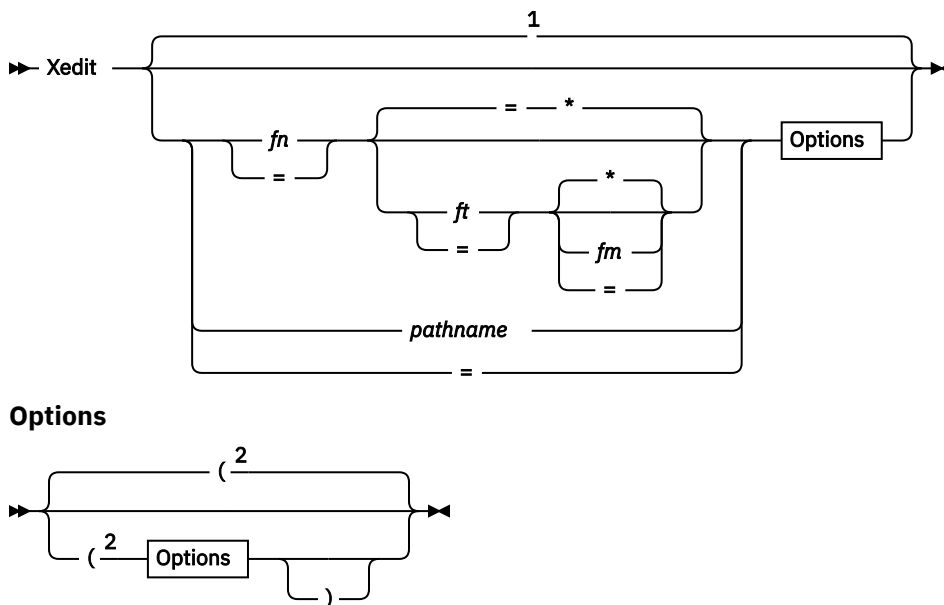 1
Xedit
= *
fn Options
=
*
ft
= fm
=
pathname
=
Options
( 2
( 2 Options
)